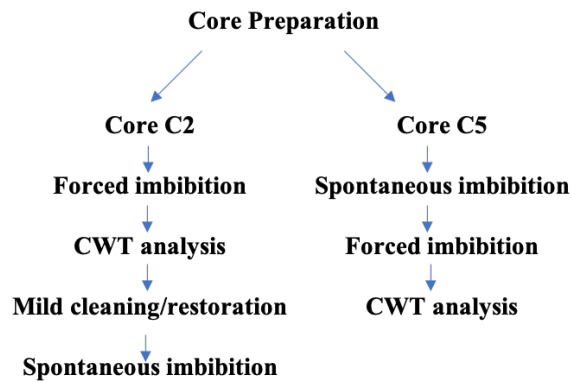 Core Preparation
Core C2
Forced imbibition
CWT analysis
Mild cleaning/restoration
Spontaneous imbibition
Core C5
Spontaneous imbibition
Forced imbibition
CWT analysis